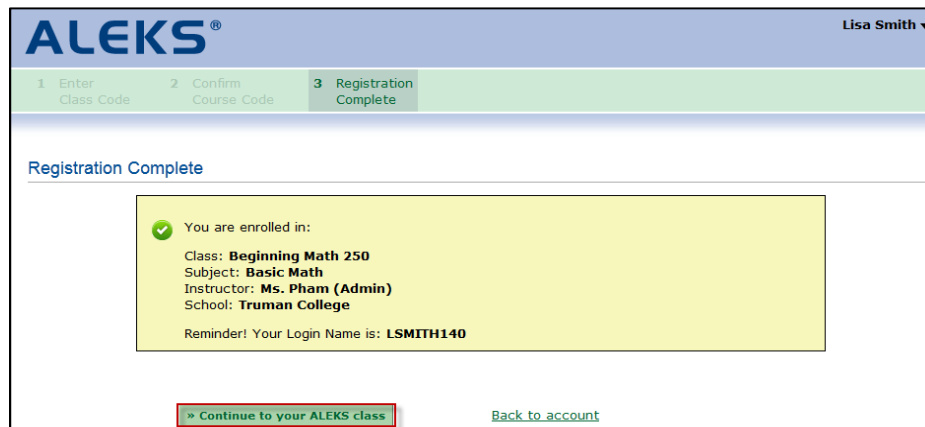 ALEKS®
Lisa Smith
1 Enter Class Code
2 Confirm Course Code
3 Registration Complete
Registration Complete
You are enrolled in:
Class: Beginning Math 250
Subject: Basic Math
Instructor: Ms. Pham (Admin)
School: Truman College
Reminder! Your Login Name is: LSMITH140
» Continue to your ALEKS class
Back to account